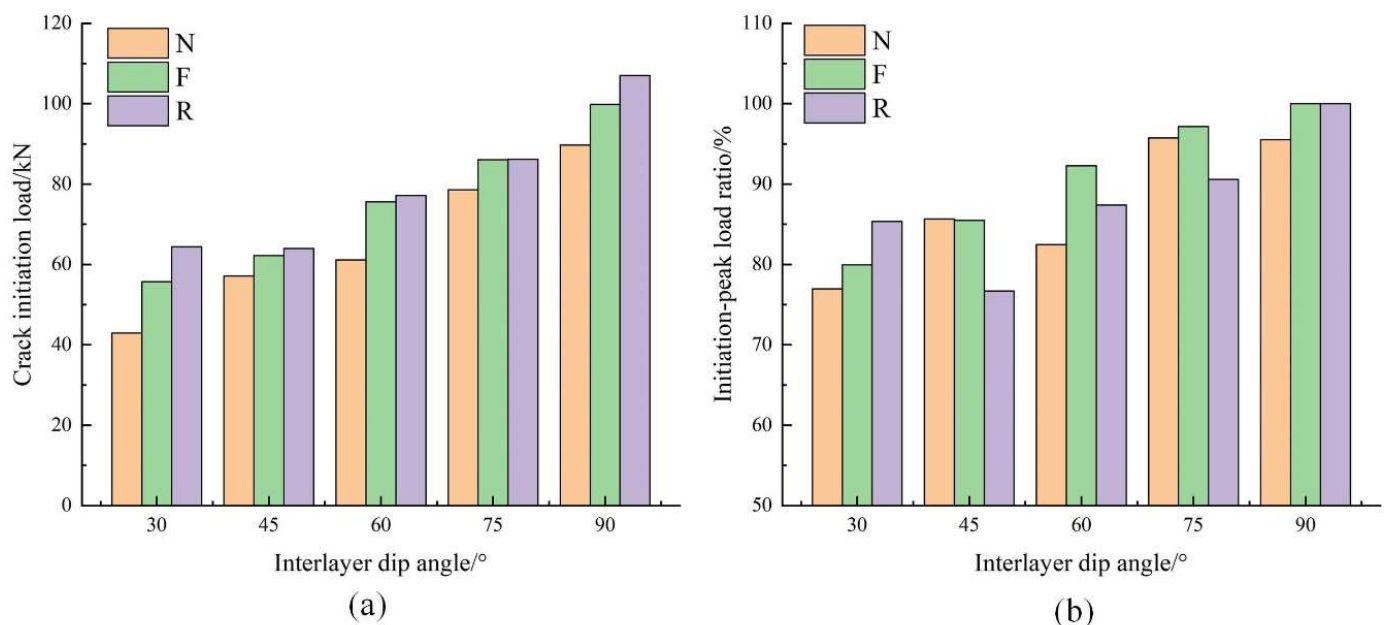 120
100
80
60
40
20
0
Crack initiation load/kN
N
F
R
30 45 60 75 90
Interlayer dip angle/°
(a)
110
100
90
80
70
60
50
Initiation-peak load ratio/%
N
F
R
30 45 60 75 90
Interlayer dip angle/°
(b)